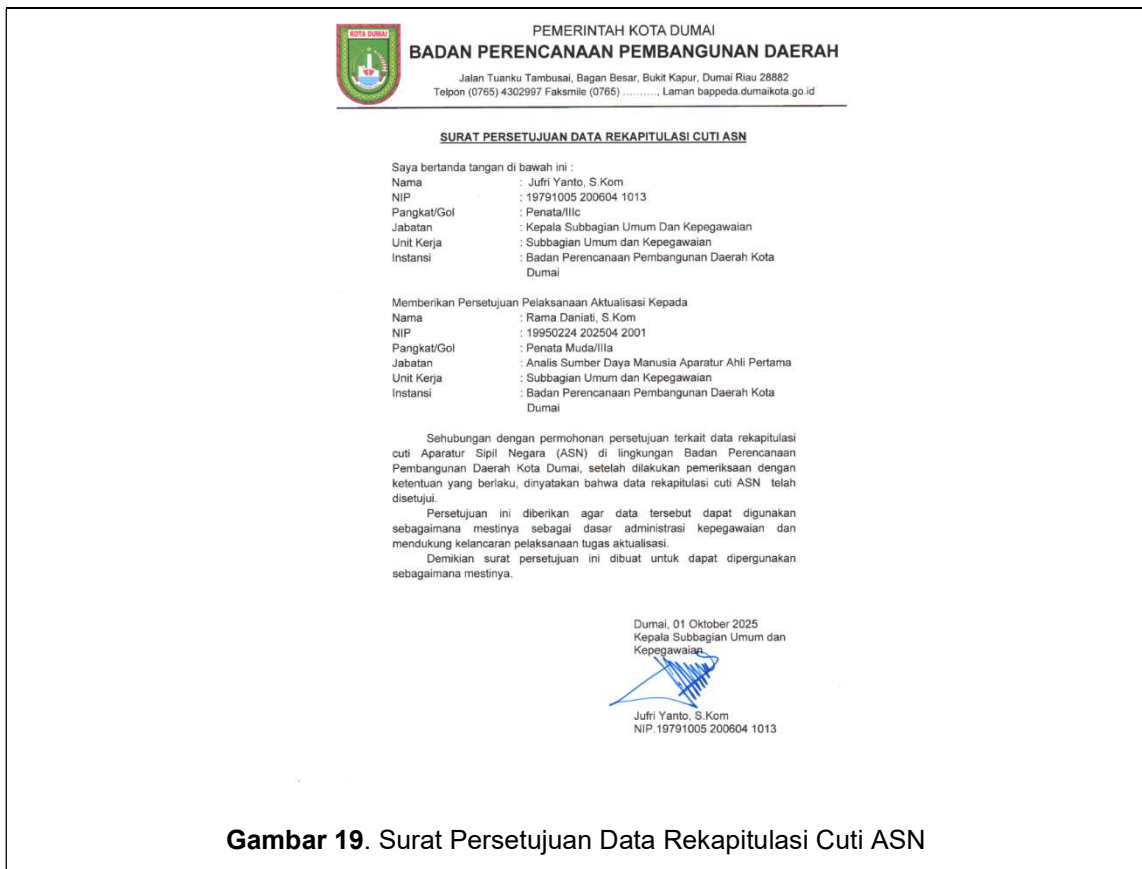 KOTA DUMAI
PEMERINTAH KOTA DUMAI
BADAN PERENCANAAN PEMBANGUNAN DAERAH
Jalan Tuanku Tambusai, Bagan Besar, Bukit Kapur, Dumai Riau 28882
Telpon (0765) 4302997 Faksmile (0765) .........., Laman bappeda.dumaikota.go.id
SURAT PERSETUJUAN DATA REKAPITULASI CUTI ASN
Saya bertanda tangan di bawah ini :
Nama : Jufri Yanto, S.Kom
NIP : 19791005 200604 1013
Pangkat/Gol : Penata/IIIc
Jabatan : Kepala Subbagian Umum Dan Kepegawaian
Unit Kerja : Subbagian Umum dan Kepegawaian
Instansi : Badan Perencanaan Pembangunan Daerah Kota
Dumai
Memberikan Persetujuan Pelaksanaan Aktualisasi Kepada
Nama : Rama Daniati, S.Kom
NIP : 19950224 202504 2001
Pangkat/Gol : Penata Muda/IIIa
Jabatan : Analis Sumber Daya Manusia Aparatur Ahli Pertama
Unit Kerja : Subbagian Umum dan Kepegawaian
Instansi : Badan Perencanaan Pembangunan Daerah Kota
Dumai
Sehubungan dengan permohonan persetujuan terkait data rekapitulasi
cuti Aparatur Sipil Negara (ASN) di lingkungan Badan Perencanaan
Pembangunan Daerah Kota Dumai, setelah dilakukan pemeriksaan dengan
ketentuan yang berlaku, dinyatakan bahwa data rekapitulasi cuti ASN telah
disetujui.
Persetujuan ini diberikan agar data tersebut dapat digunakan
sebagaimana mestinya sebagai dasar administrasi kepegawaian dan
mendukung kelancaran pelaksanaan tugas aktualisasi.
Demikian surat persetujuan ini dibuat untuk dapat dipergunakan
sebagaimana mestinya.
Dumai, 01 Oktober 2025
Kepala Subbagian Umum dan
Kepegawaian
Jufri Yanto, S.Kom
NIP.19791005 200604 1013
Gambar 19. Surat Persetujuan Data Rekapitulasi Cuti ASN